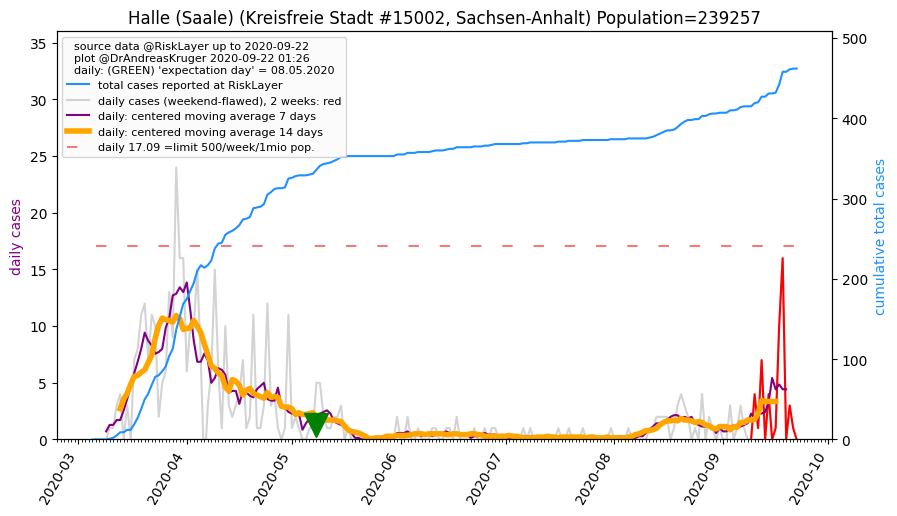 Halle (Saale) (Kreisfreie Stadt #15002, Sachsen-Anhalt) Population=239257
source data @RiskLayer up to 2020-09-22
plot @DrAndreasKruger 2020-09-22 01:26
daily: (GREEN) 'expectation day' = 08.05.2020
total cases reported at RiskLayer
daily cases (weekend-flawed), 2 weeks: red
daily: centered moving average 7 days
daily: centered moving average 14 days
daily 17.09 =limit 500/week/1mio pop.
daily cases
35
30
25
20
15
10
5
0
cumulative total cases
500
400
300
200
100
0
2020-03
2020-04
2020-05
2020-06
2020-07
2020-08
2020-09
2020-10